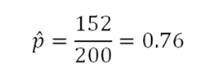 p̂ = 152/200 = 0.76